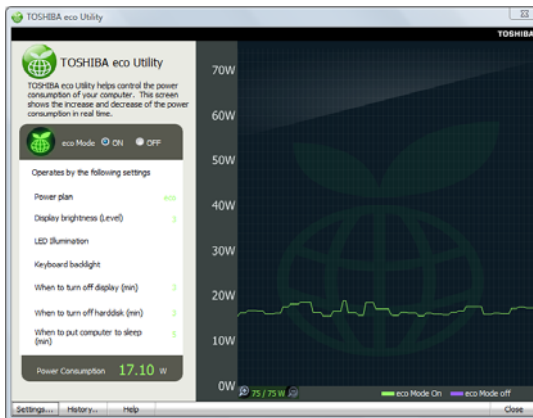 TOSHIBA eco Utility
TOSHIBA
TOSHIBA eco Utility
TOSHIBA eco Utility helps control the power
consumption of your computer. This screen
shows the increase and decrease of the power
consumption in real time.
eco Mode ON OFF
Operates by the following settings
Power plan eco
Display brightness (Level) 3
LED Illumination
Keyboard backlight
When to turn off display (min) 3
When to turn off harddisk (min) 3
When to put computer to sleep 5
(min)
Power Consumption 17.10 W
70W
60W
50W
40W
30W
20W
10W
0W
75 / 75 W
eco Mode On eco Mode off
Settings... History.. Help Close